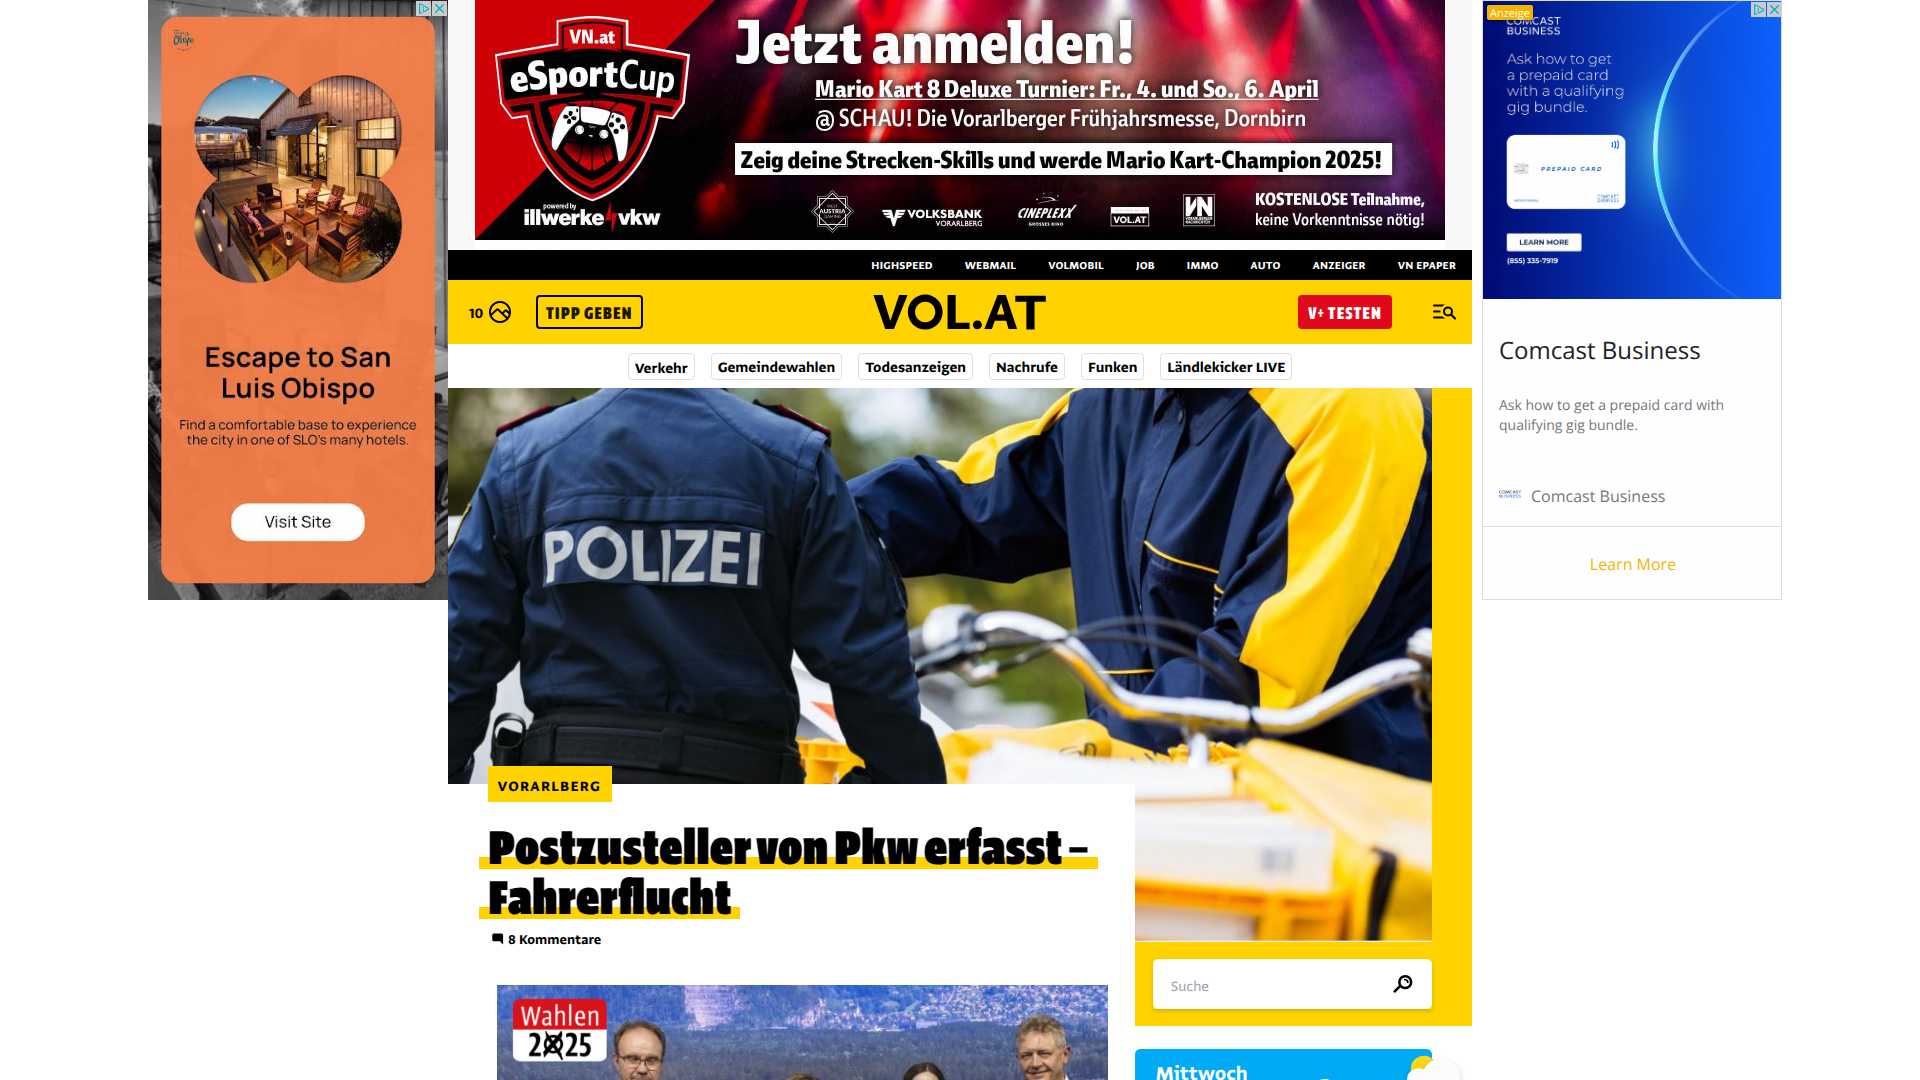 Escape to San
Luis Obispo
Find a comfortable base to experience
the city in one of SLO's many hotels.
Visit Site
VN.at
eSportCup
powered by
illwerke vkw
Jetzt anmelden!
Mario Kart 8 Deluxe Turnier: Fr., 4. und So., 6. April
@ SCHAU! Die Vorarlberger Frühjahrsmesse, Dornbirn
Zeig deine Strecken-Skills und werde Mario Kart-Champion 2025!
AUSTRIA
VOLKSBANK
VORARLBERG
CINEPLEXX
VOL.AT
VN
KOSTENLOSE Teilnahme,
keine Vorkenntnisse nötig!
HIGHSPEED WEBMAIL VOLMOBIL JOB IMMO AUTO ANZEIGER VN EPAPER
10 TIPP GEBEN VOL.AT V+ TESTEN
Verkehr Gemeindewahlen Todesanzeigen Nachrufe Funken Ländlekicker LIVE
POLIZEI
VORARLBERG
Postzusteller von Pkw erfasst –
Fahrerflucht
8 Kommentare
Wahlen
2025
Suche
Mittwoch
Anzeige
COMCAST
BUSINESS
Ask how to get
a prepaid card
with a qualifying
gig bundle.
PREPAID CARD
LEARN MORE
(855) 335-7919
Comcast Business
Ask how to get a prepaid card with
qualifying gig bundle.
Comcast Business
Learn More